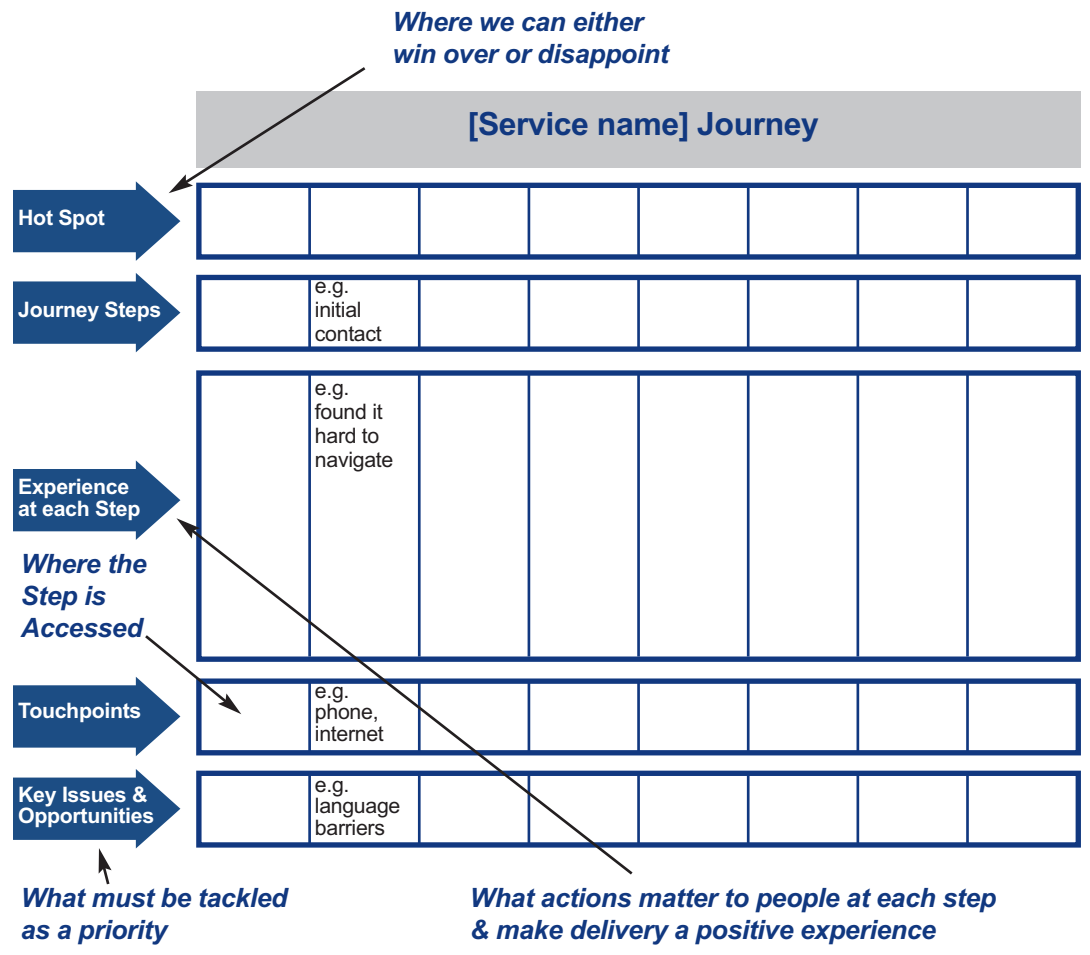 Where we can either
win over or disappoint
[Service name] Journey
Hot Spot
Journey Steps
e.g.
initial
contact
Experience
at each Step
e.g.
found it
hard to
navigate
Where the
Step is
Accessed
Touchpoints
e.g.
phone,
internet
Key Issues &
Opportunities
e.g.
language
barriers
What must be tackled
as a priority
What actions matter to people at each step
& make delivery a positive experience